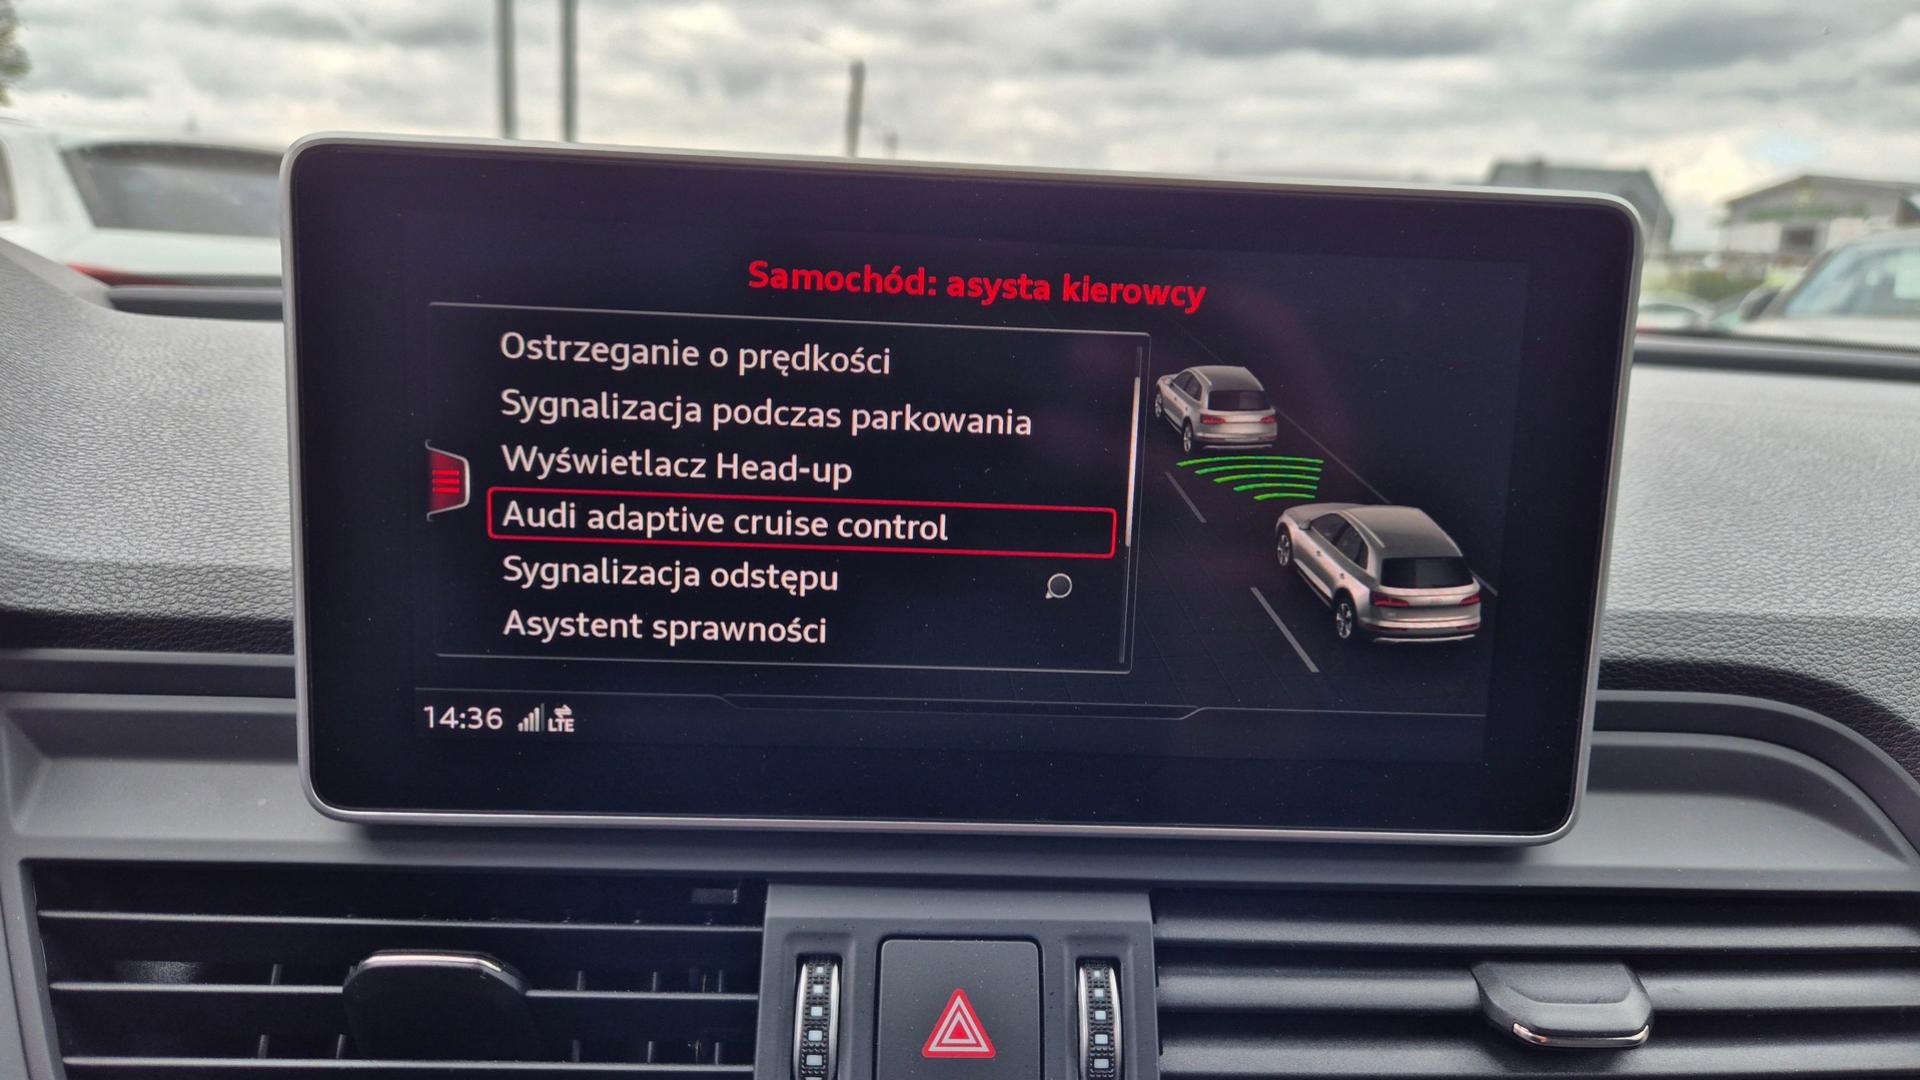 Samochód: asysta kierowcy
Ostrzeganie o prędkości
Sygnalizacja podczas parkowania
Wyświetlacz Head-up
Audi adaptive cruise control
Sygnalizacja odstępu
Asystent sprawności
14:36 LTE